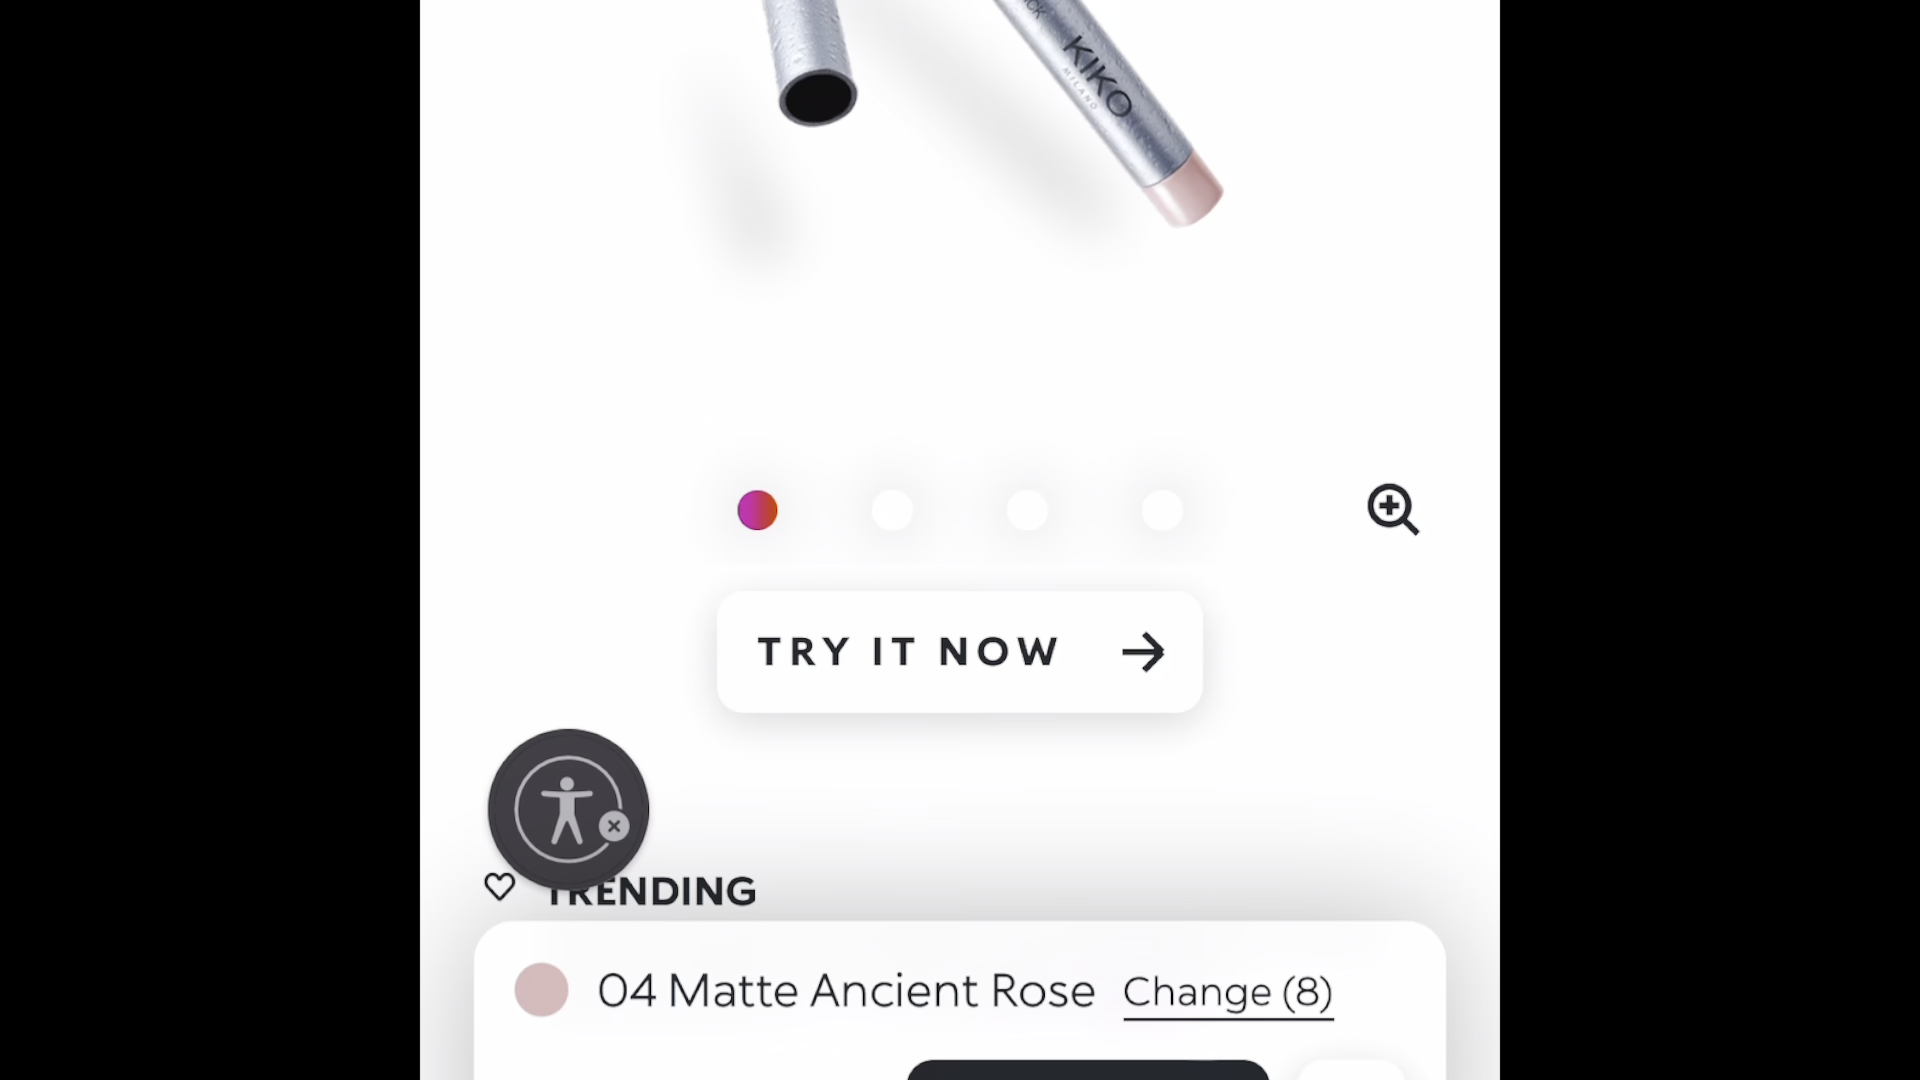 KIKO
MILANO
TRY IT NOW
TRENDING
04 Matte Ancient Rose Change (8)